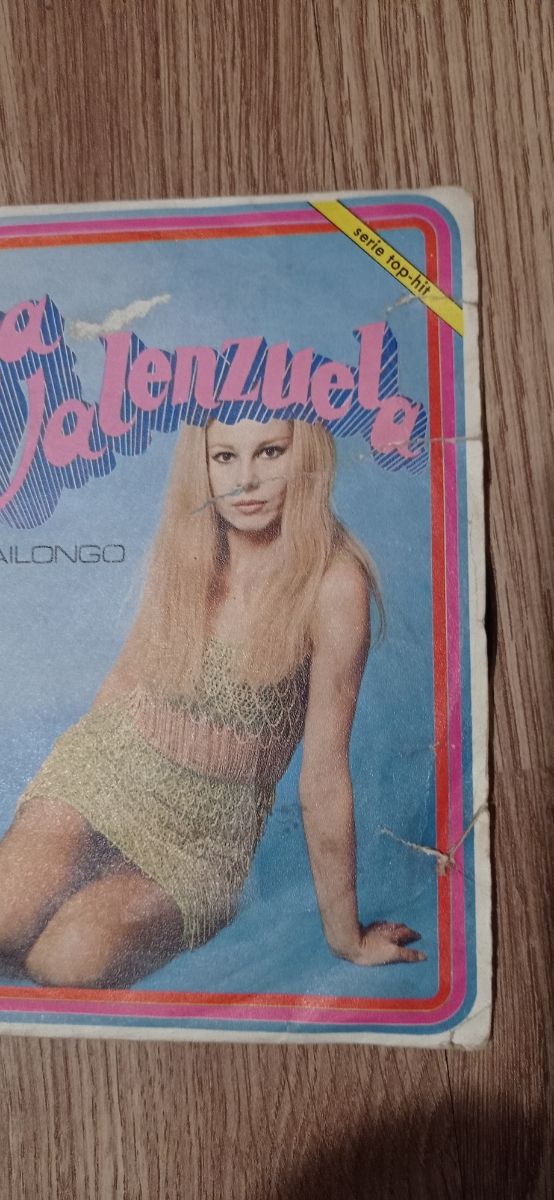 serie top-hit
a
Valenzuela
AILONGO